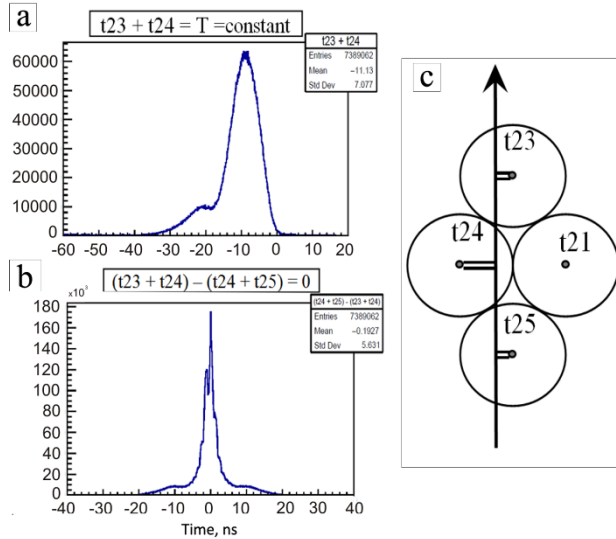 a
t23 + t24 = T =constant
t23 + t24
Entries 7389062
Mean −11.13
Std Dev 7.077
60000
50000
40000
30000
20000
10000
0
-60 -50 -40 -30 -20 -10 0 10 20
b
(t23 + t24) – (t24 + t25) = 0
×10³
(t24 + t25) - (t23 + t24)
Entries 7389062
Mean −0.1927
Std Dev 5.631
180
160
140
120
100
80
60
40
20
0
-40 -30 -20 -10 0 10 20 30 40
Time, ns
c
t23
t24
t21
t25